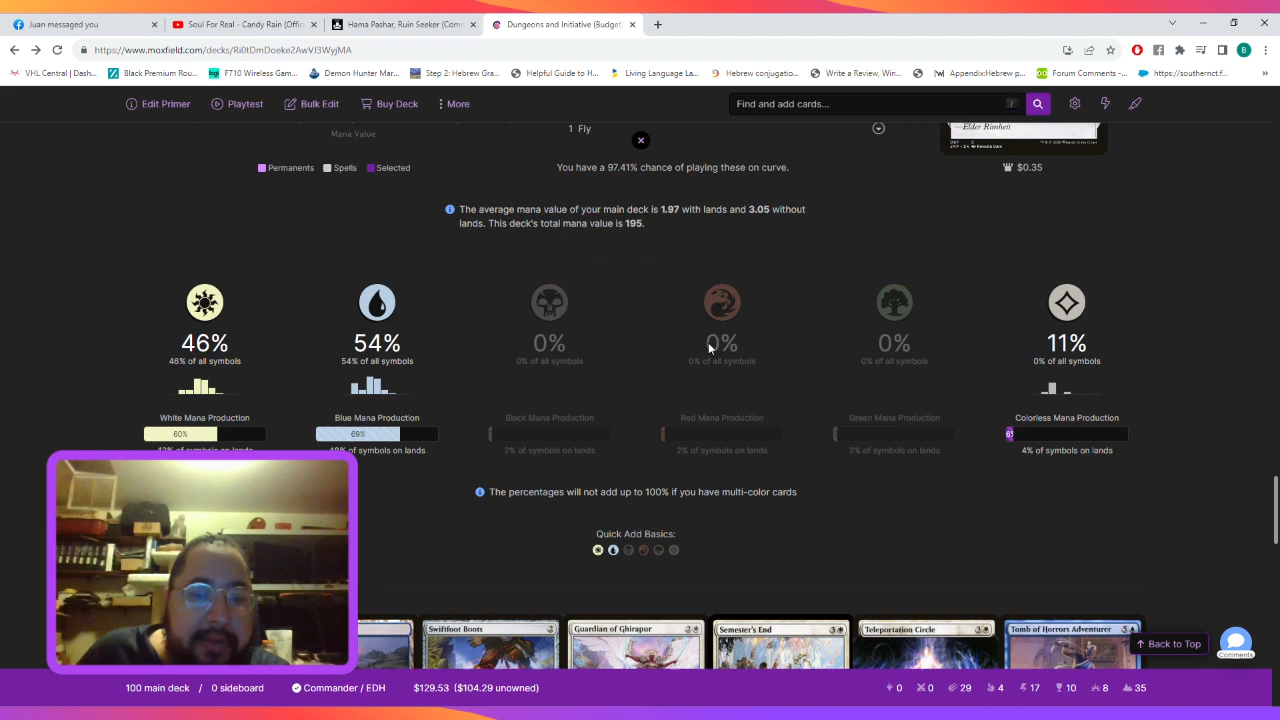 Juan messaged you
Soul For Real - Candy Rain (Offic
Hama Pashar, Ruin Seeker (Com
Dungeons and Initiative (Budget)
https://www.moxfield.com/decks/Ri0tDmDoeke2AwVJ3WyjMA
VHL Central | Dash...
Black Premium Rou...
F710 Wireless Gam...
Demon Hunter Mar...
Step 2: Hebrew Gra...
Helpful Guide to H...
Living Language La...
Hebrew conjugatio...
Write a Review, Win...
Appendix:Hebrew p...
Forum Comments -...
https://southernct.f...
Edit Primer
Playtest
Bulk Edit
Buy Deck
More
Find and add cards...
Mana Value
1 Fly
—Elder Rimheit
Permanents
Spells
Selected
You have a 97.41% chance of playing these on curve.
$0.35
The average mana value of your main deck is 1.97 with lands and 3.05 without
lands. This deck's total mana value is 195.
46%
54%
0%
0%
0%
11%
46% of all symbols
54% of all symbols
0% of all symbols
0% of all symbols
0% of all symbols
0% of all symbols
White Mana Production
Blue Mana Production
Black Mana Production
Red Mana Production
Green Mana Production
Colorless Mana Production
60%
69%
of symbols on lands
of symbols on lands
2% of symbols on lands
2% of symbols on lands
2% of symbols on lands
4% of symbols on lands
The percentages will not add up to 100% if you have multi-color cards
Quick Add Basics:
Swiftfoot Boots
Guardian of Ghirapur
Semester's End
Teleportation Circle
Tomb of Horrors Adventurer
Back to Top
Comments
100 main deck / 0 sideboard
Commander / EDH
$129.53 ($104.29 unowned)
0
0
29
4
17
10
8
35